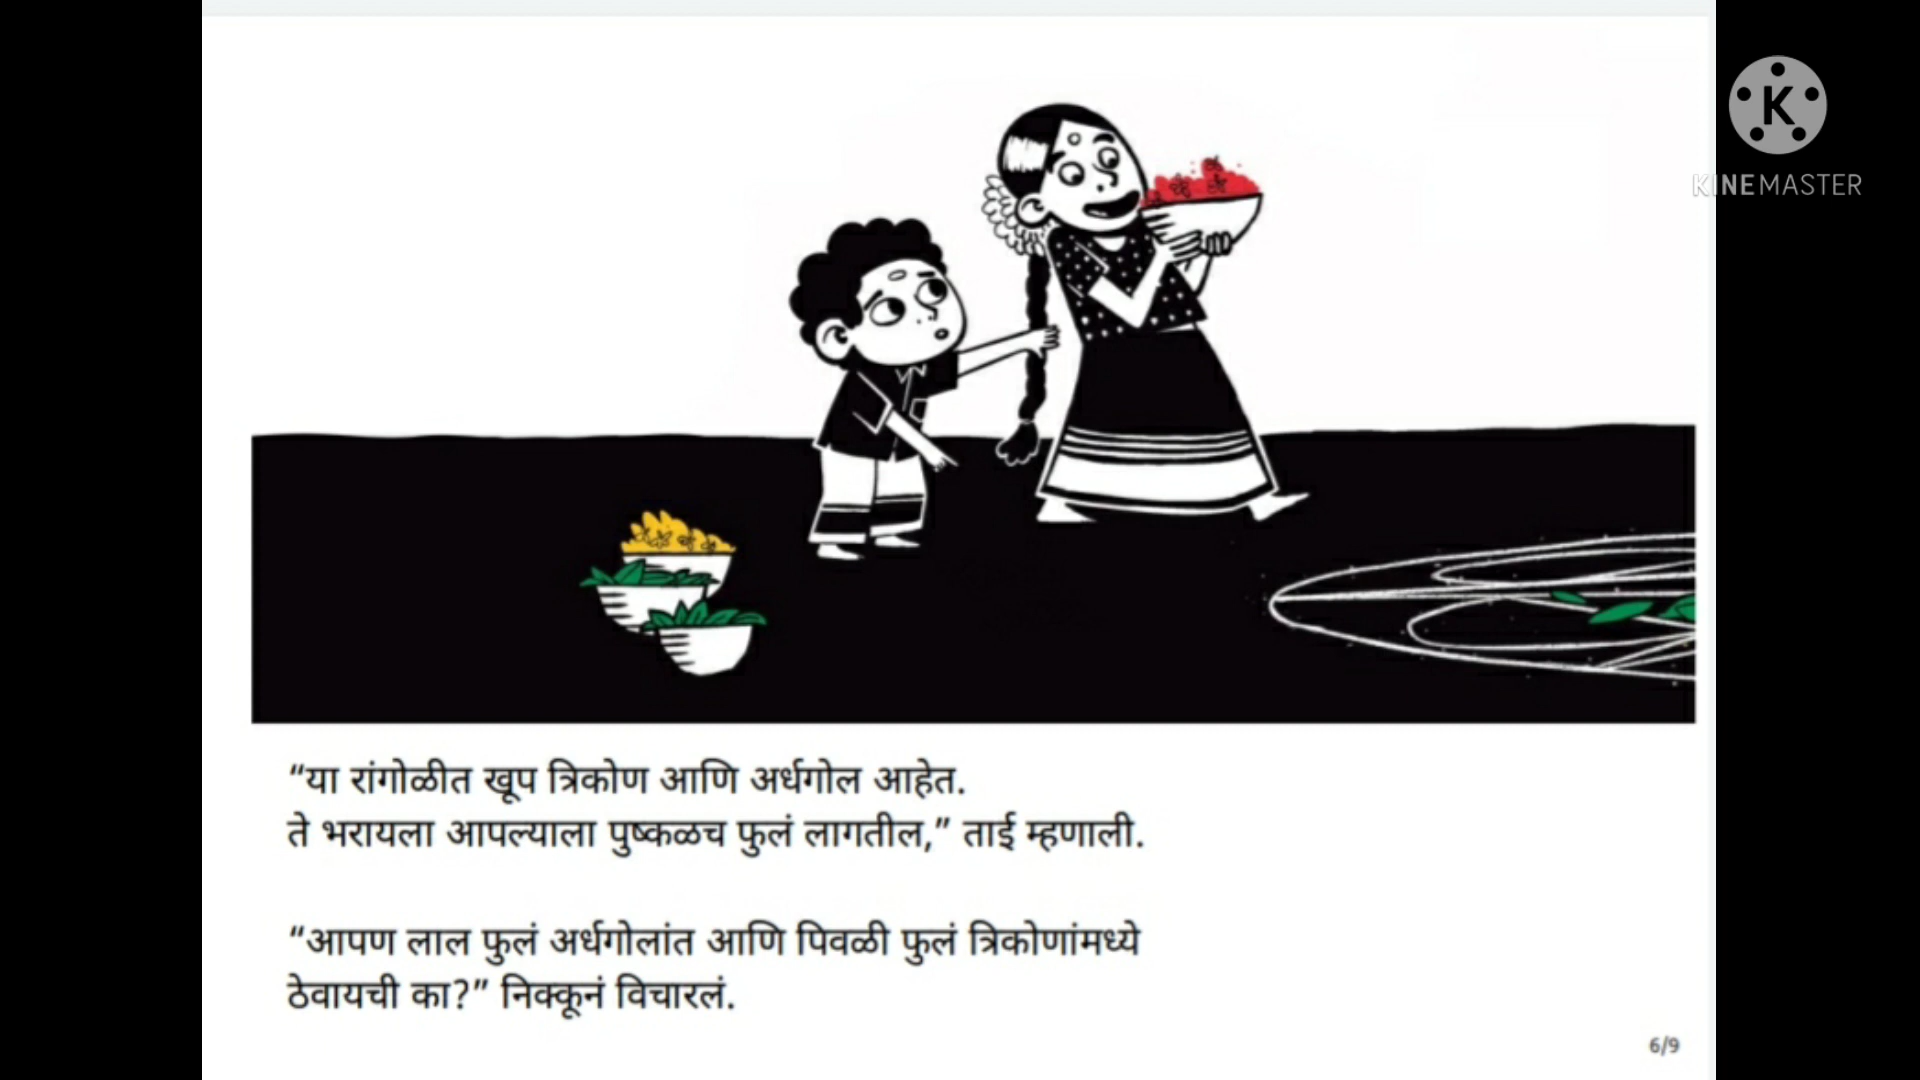 K
KINEMASTER
“या रांगोळीत खूप त्रिकोण आणि अर्धगोल आहेत.
ते भरायला आपल्याला पुष्कळच फुलं लागतील,” ताई म्हणाली.
“आपण लाल फुलं अर्धगोलांत आणि पिवळी फुलं त्रिकोणांमध्ये
ठेवायची का?” निक्कूनं विचारलं.
6/9